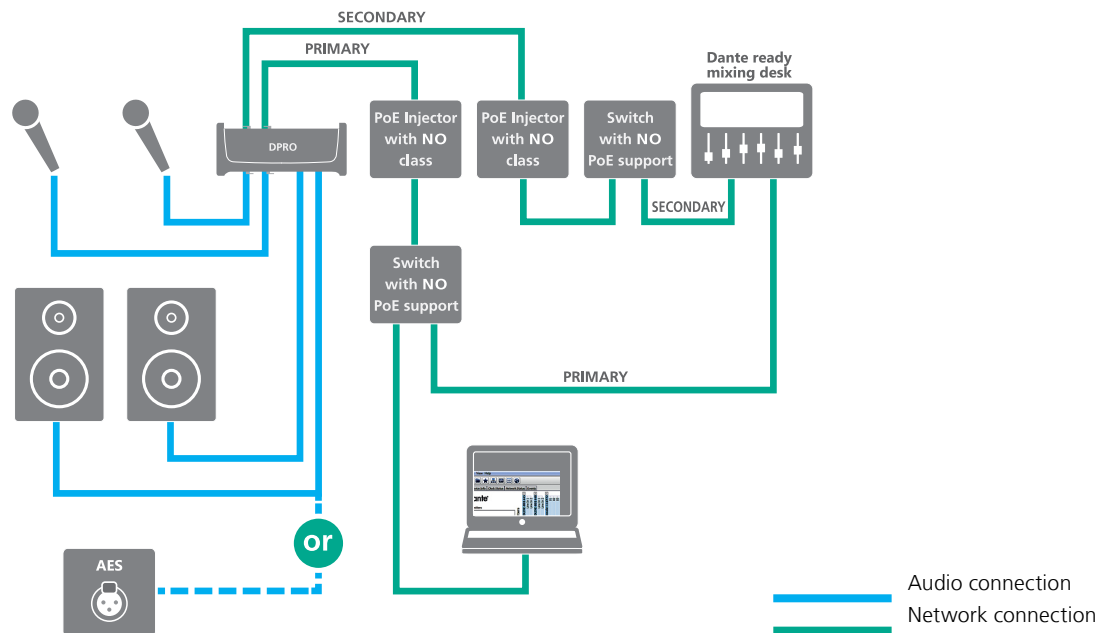 SECONDARY
PRIMARY
Dante ready
mixing desk
PoE Injector
with NO
class
PoE Injector
with NO
class
Switch
with NO
PoE support
DPRO
SECONDARY
Switch
with NO
PoE support
PRIMARY
or
AES
Audio connection
Network connection